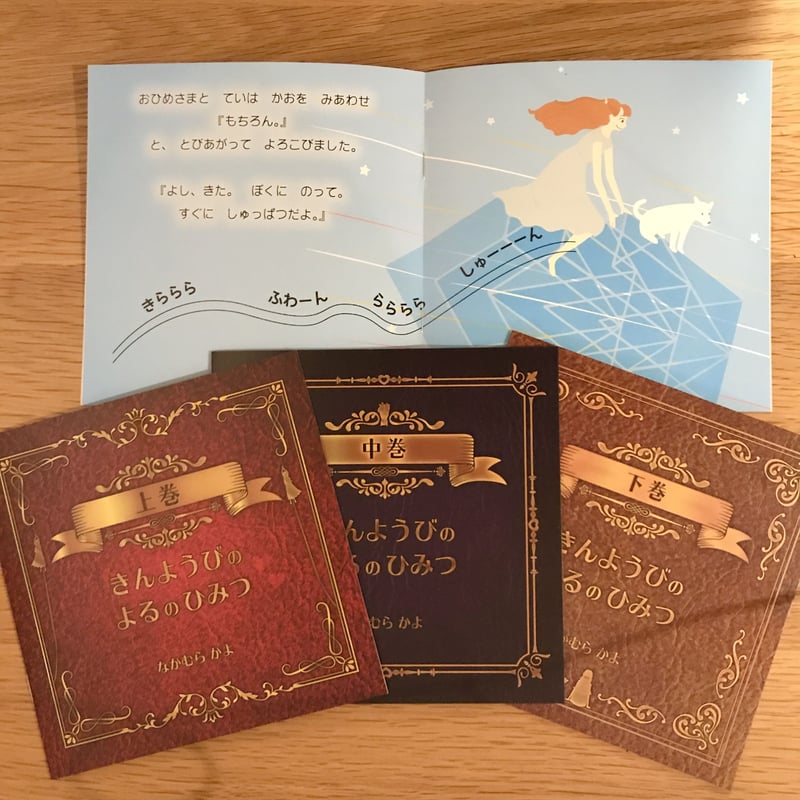 おひめさまと ていは かおを みあわせ
『もちろん。』
と、とびあがって よろこびました。
『よし、きた。 ぼくに のって。
すぐに しゅっぱつだよ。』
きららら
ふわーん
ららららら
しゅーーーん
上巻
きんようびの
よるのひみつ
なかむら かよ
中巻
んようびの
るのひみつ
むら かよ
下巻
きんようびの
よるのひみつ
むら かよ